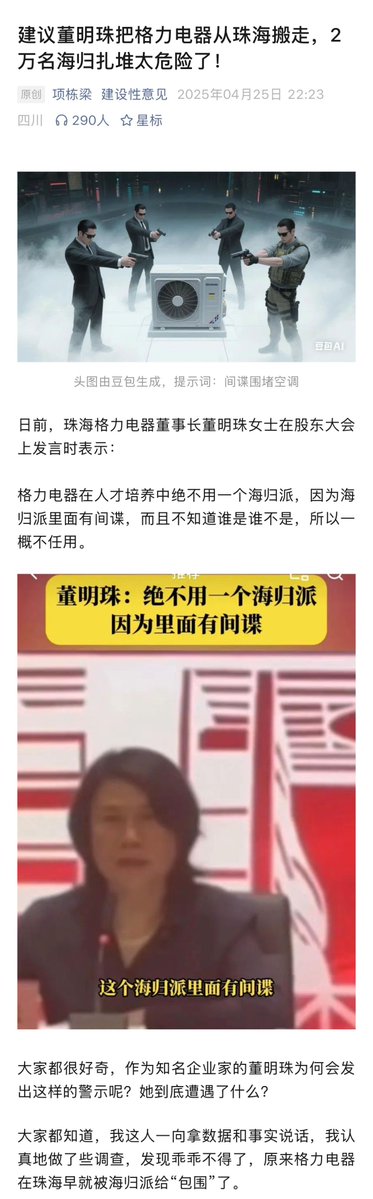 建议董明珠把格力电器从珠海搬走，2
万名海归扎堆太危险了！
原创 项栋梁 建设性意见 2025年04月25日 22:23
四川 290人 星标
豆包AI
头图由豆包生成，提示词：间谍围堵空调
日前，珠海格力电器董事长董明珠女士在股东大会
上发言时表示：
格力电器在人才培养中绝不用一个海归派，因为海
归派里面有间谍，而且不知道谁是谁不是，所以一
概不任用。
推荐
董明珠：绝不用一个海归派
因为里面有间谍
这个海归派里面有间谍
大家都很好奇，作为知名企业家的董明珠为何会发
出这样的警示呢？她到底遭遇了什么？
大家都知道，我这人一向拿数据和事实说话，我认
真地做了些调查，发现乖乖不得了，原来格力电器
在珠海早就被海归派给“包围”了。